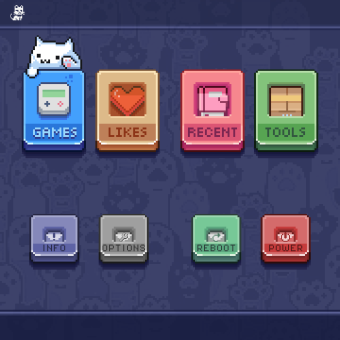 GAMES
LIKES
RECENT
TOOLS
INFO
OPTIONS
REBOOT
POWER